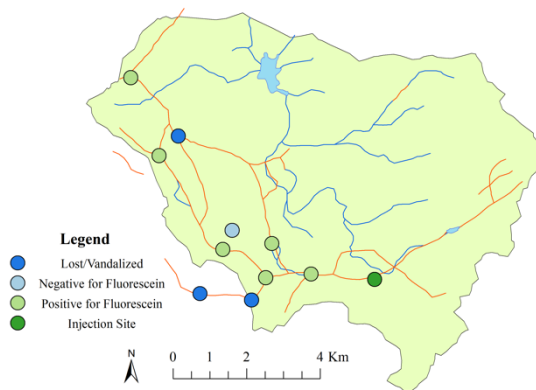 Legend
Lost/Vandalized
Negative for Fluorescein
Positive for Fluorescein
Injection Site
N
0 1 2 4 Km